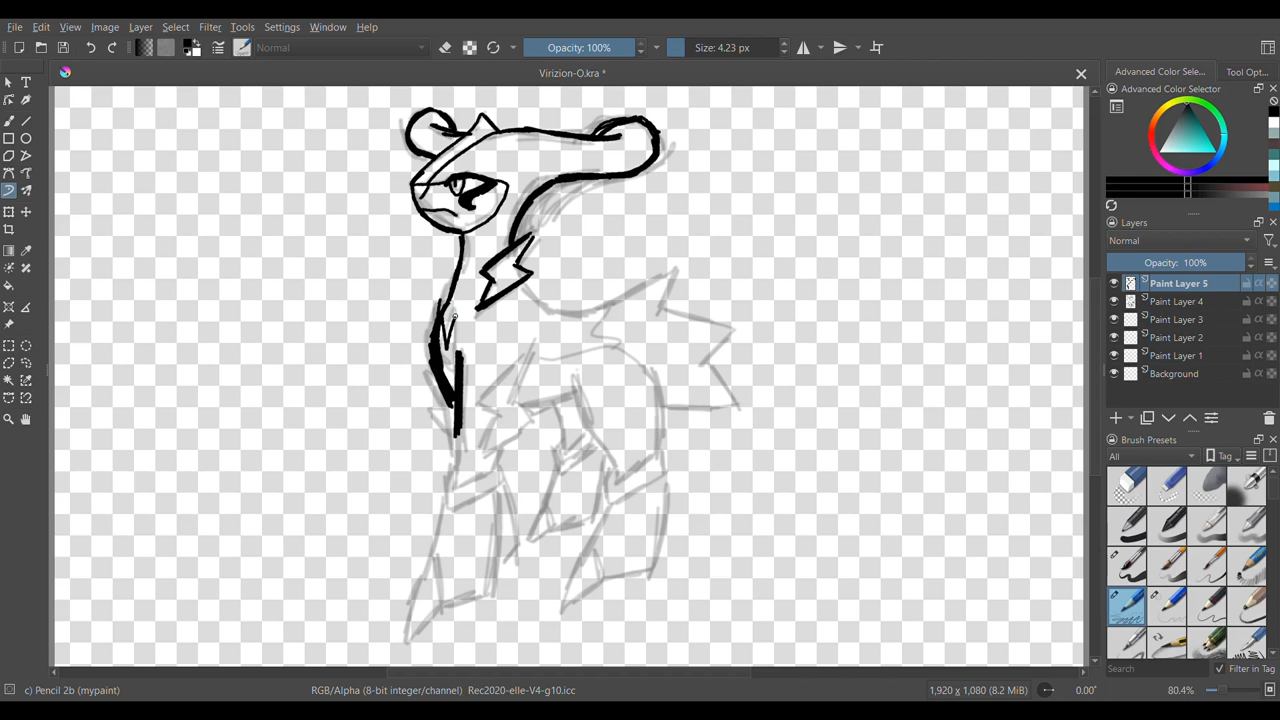 File Edit View Image Layer Select Filter Tools Settings Window Help
Normal Opacity: 100% Size: 4.23 px
Virizion-O.kra *
Advanced Color Sele... Tool Opt...
Advanced Color Selector
Layers
Normal
Opacity: 100%
Paint Layer 5
Paint Layer 4
Paint Layer 3
Paint Layer 2
Paint Layer 1
Background
Brush Presets
All Tag
Search Filter in Tag
c) Pencil 2b (mypaint) RGB/Alpha (8-bit integer/channel) Rec2020-elle-V4-g10.icc 1,920 x 1,080 (8.2 MiB) 0.00° 80.4%